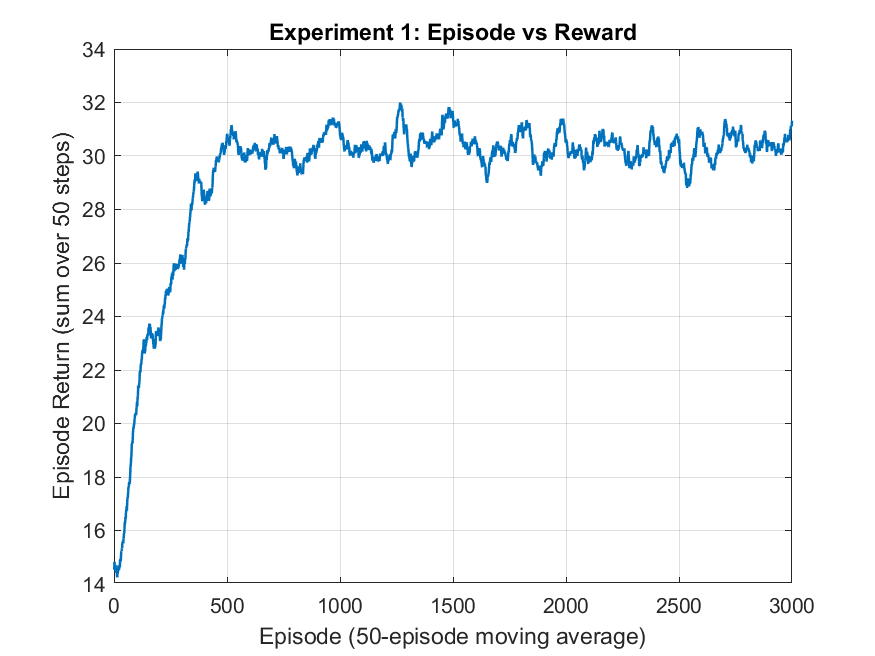 Experiment 1: Episode vs Reward
Episode Return (sum over 50 steps)
34
32
30
28
26
24
22
20
18
16
14
0 500 1000 1500 2000 2500 3000
Episode (50-episode moving average)